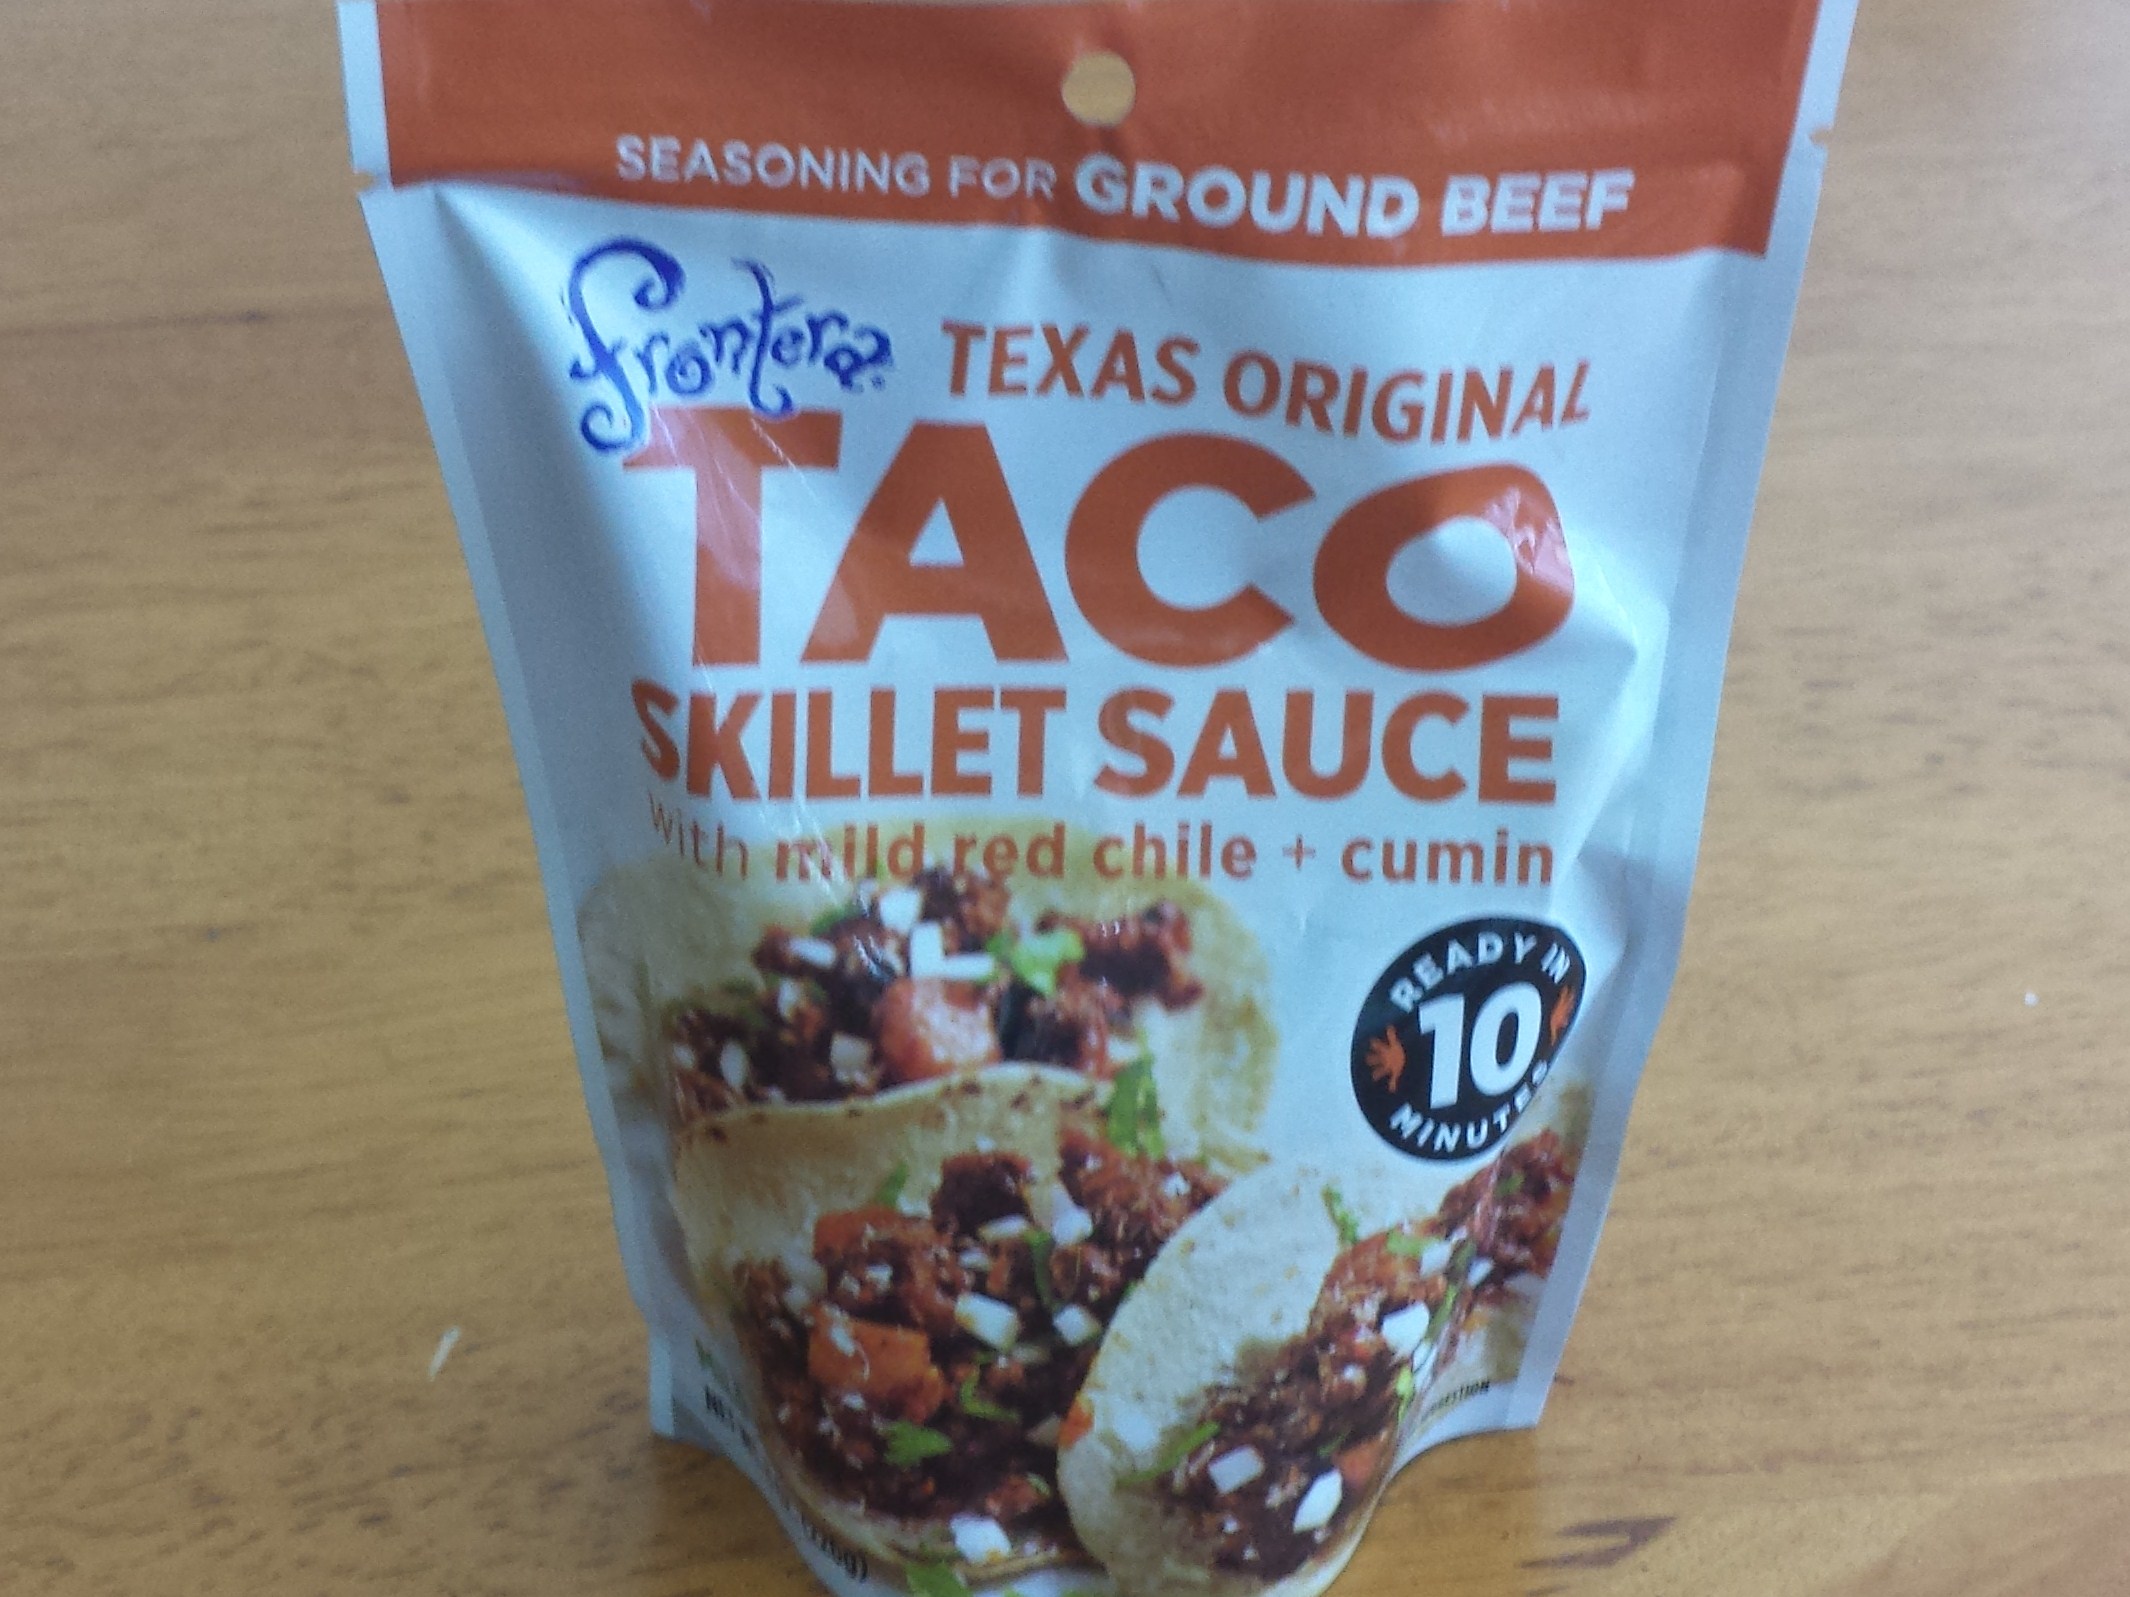 SEASONING FOR GROUND BEEF
frontera
TEXAS ORIGINAL
TACO
SKILLET SAUCE
with mild red chile + cumin
READY IN
10
MINUTES